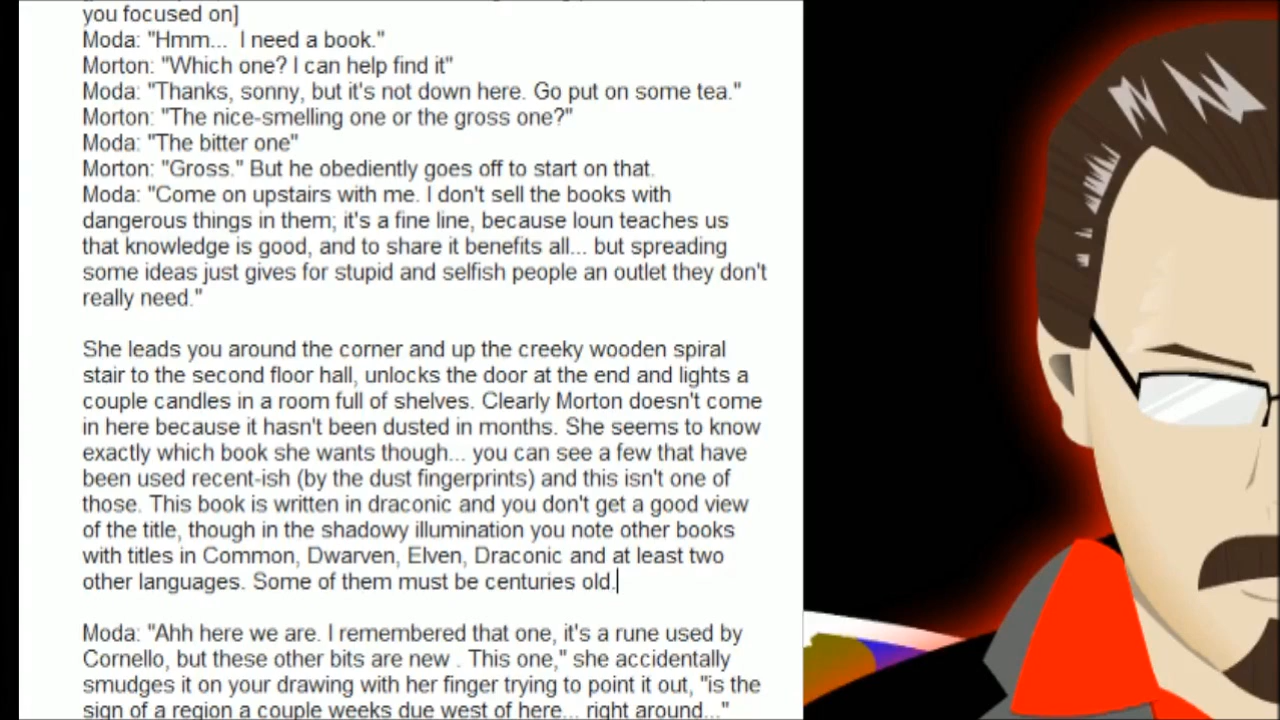 you focused on]
Moda: "Hmm...  I need a book."
Morton: "Which one? I can help find it"
Moda: "Thanks, sonny, but it's not down here. Go put on some tea."
Morton: "The nice-smelling one or the gross one?"
Moda: "The bitter one"
Morton: "Gross." But he obediently goes off to start on that.
Moda: "Come on upstairs with me. I don't sell the books with
dangerous things in them; it's a fine line, because Ioun teaches us
that knowledge is good, and to share it benefits all... but spreading
some ideas just gives for stupid and selfish people an outlet they don't
really need."
She leads you around the corner and up the creeky wooden spiral
stair to the second floor hall, unlocks the door at the end and lights a
couple candles in a room full of shelves. Clearly Morton doesn't come
in here because it hasn't been dusted in months. She seems to know
exactly which book she wants though... you can see a few that have
been used recent-ish (by the dust fingerprints) and this isn't one of
those. This book is written in draconic and you don't get a good view
of the title, though in the shadowy illumination you note other books
with titles in Common, Dwarven, Elven, Draconic and at least two
other languages. Some of them must be centuries old.
Moda: "Ahh here we are. I remembered that one, it's a rune used by
Cornello, but these other bits are new . This one," she accidentally
smudges it on your drawing with her finger trying to point it out, "is the
sign of a region a couple weeks due west of here... right around..."